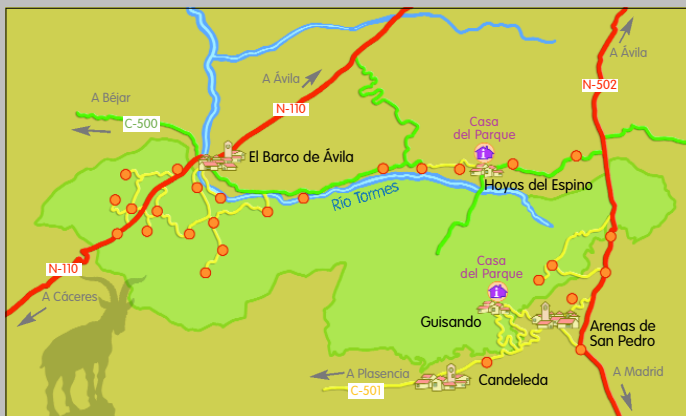 A Ávila
A Ávila
N-502
A Béjar
N-110
C-500
Casa
del Parque
El Barco de Ávila
Hoyos del Espino
Río Tormes
Casa
del Parque
N-110
A Cáceres
Guisando
Arenas de
San Pedro
A Plasencia
Candeleda
A Madrid
C-501